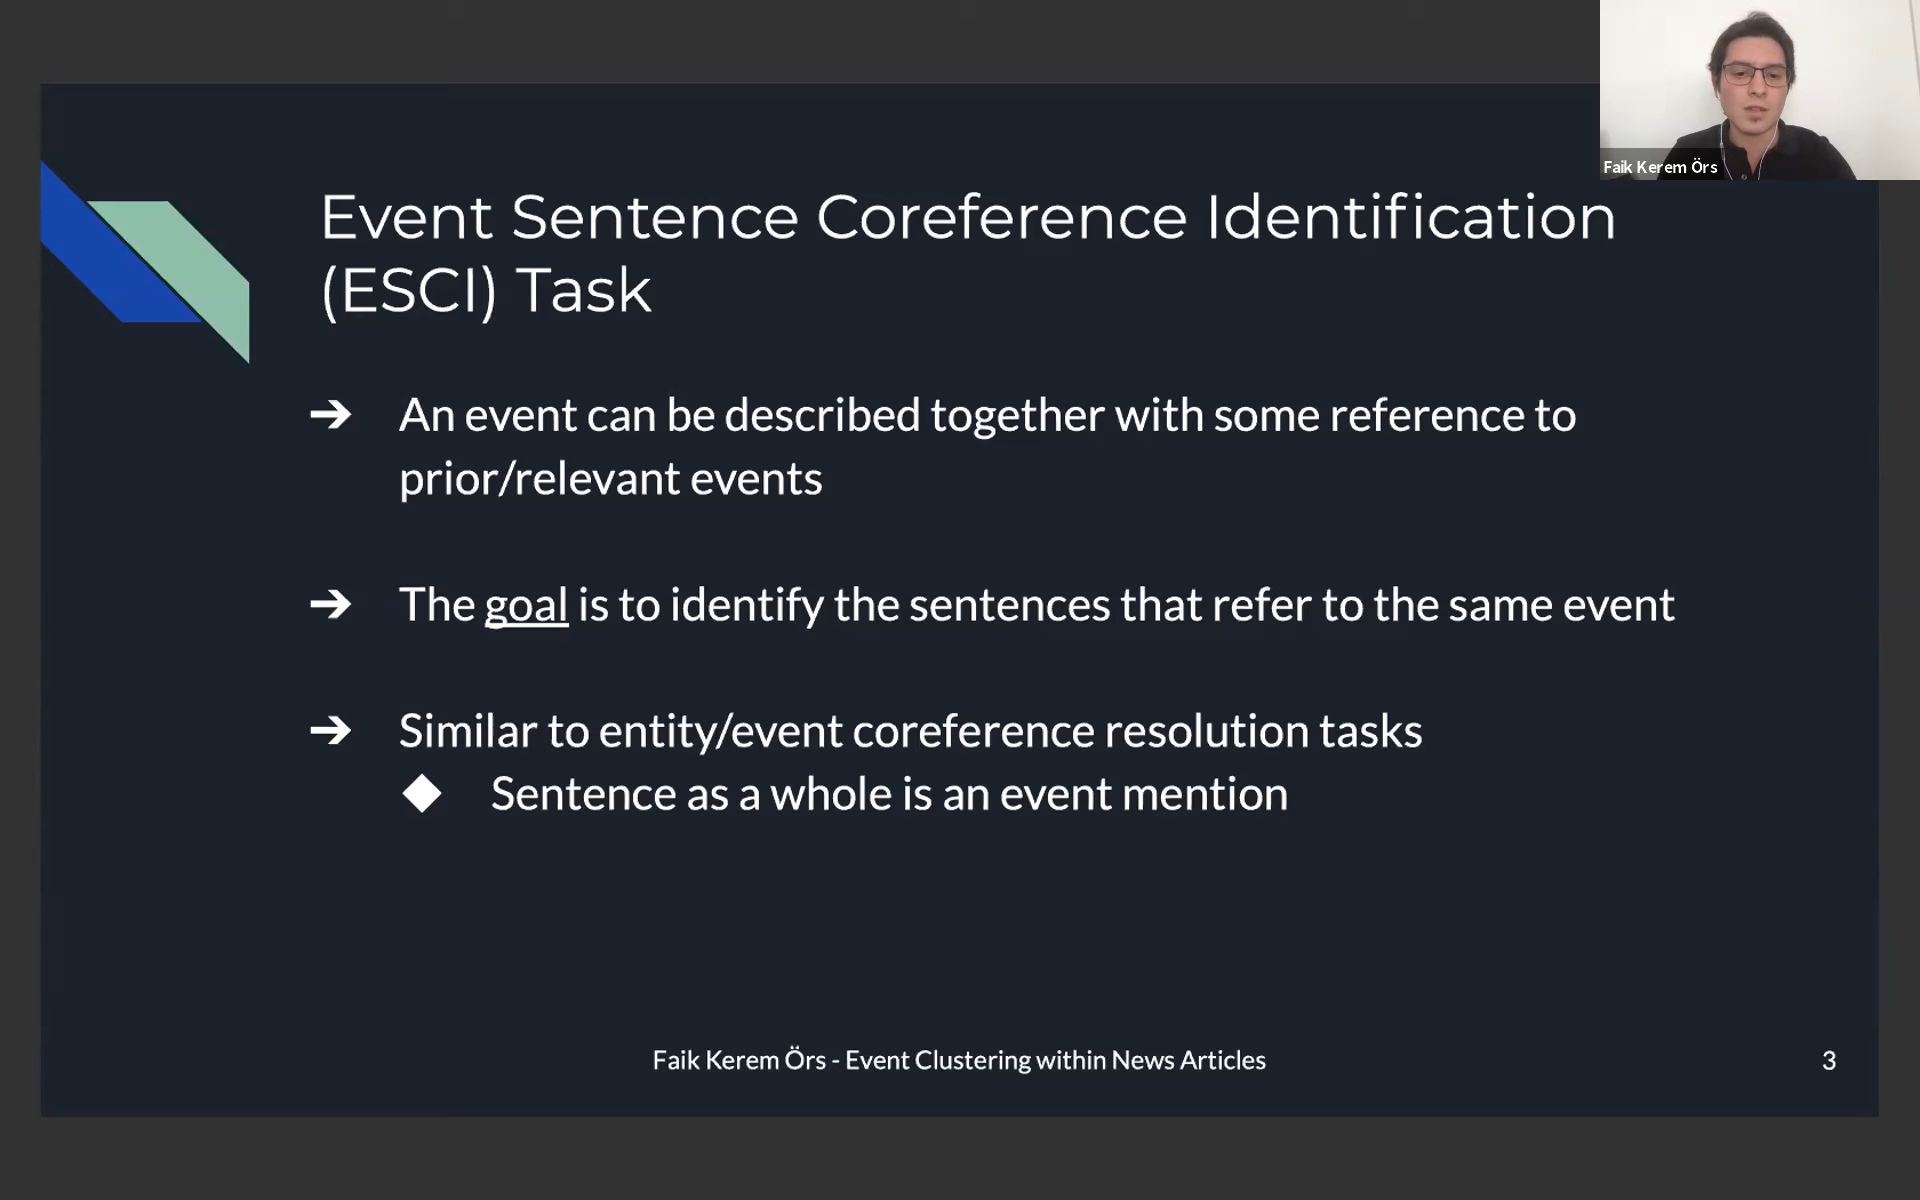 Faik Kerem Örs
Event Sentence Coreference Identification
(ESCI) Task
➔ An event can be described together with some reference to
prior/relevant events
➔ The goal is to identify the sentences that refer to the same event
➔ Similar to entity/event coreference resolution tasks
◆ Sentence as a whole is an event mention
Faik Kerem Örs - Event Clustering within News Articles
3